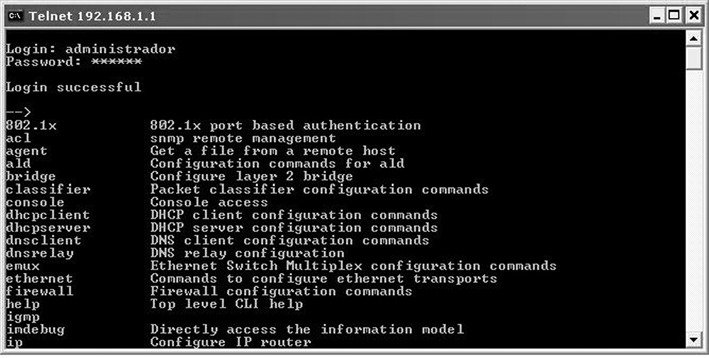 Telnet 192.168.1.1
Login: administrador
Password: ******
Login successful
-->
802.1x 802.1x port based authentication
acl snmp remote management
agent Get a file from a remote host
ald Configuration commands for ald
bridge Configure layer 2 bridge
classifier Packet classifier configuration commands
console Console access
dhcpclient DHCP client configuration commands
dhcpserver DHCP server configuration commands
dnsclient DNS client configuration commands
dnsrelay DNS relay configuration
emux Ethernet Switch Multiplex configuration commands
ethernet Commands to configure ethernet transports
firewall Firewall configuration commands
help Top level CLI help
igmp
imdebug Directly access the information model
ip Configure IP router